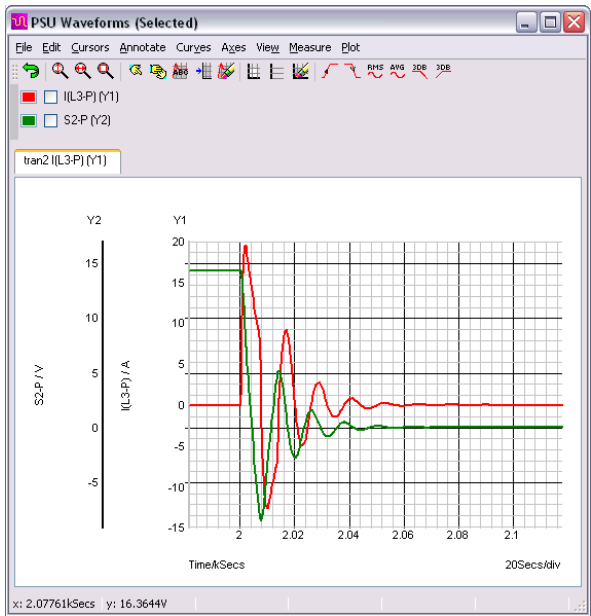 PSU Waveforms (Selected)
File Edit Cursors Annotate Curves Axes View Measure Plot
ABC RMS AVG 3DB 3DB
I(L3-P) (Y1)
S2-P (Y2)
tran2 I(L3-P) (Y1)
Y2 Y1
20
15
10
5
0
-5
-10
-15
15
10
5
0
-5
S2-P / V
I(L3-P) / A
2 2.02 2.04 2.06 2.08 2.1
Time/kSecs 20Secs/div
x: 2.07761kSecs y: 16.3644V